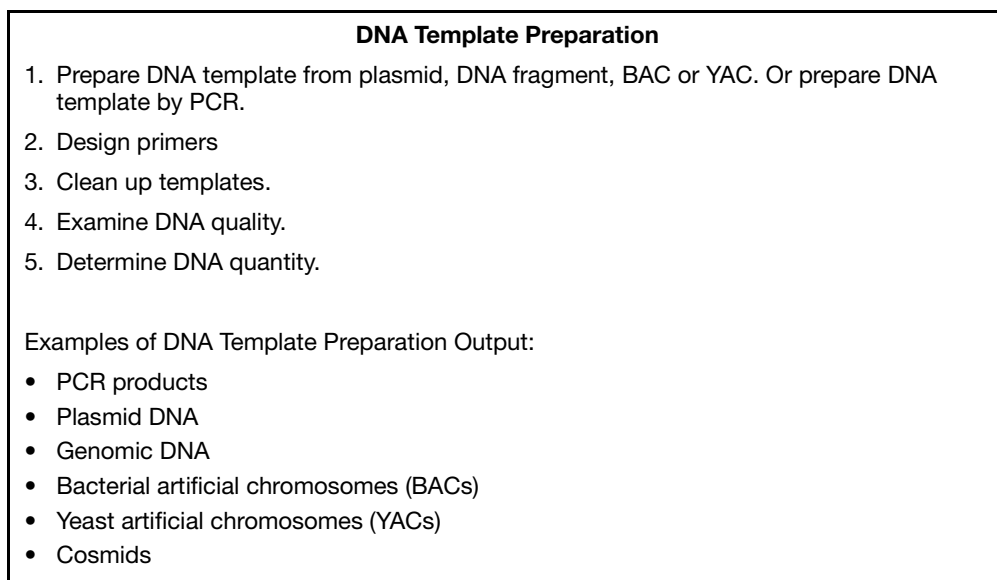 DNA Template Preparation
1. Prepare DNA template from plasmid, DNA fragment, BAC or YAC. Or prepare DNA
template by PCR.
2. Design primers
3. Clean up templates.
4. Examine DNA quality.
5. Determine DNA quantity.
Examples of DNA Template Preparation Output:
• PCR products
• Plasmid DNA
• Genomic DNA
• Bacterial artificial chromosomes (BACs)
• Yeast artificial chromosomes (YACs)
• Cosmids